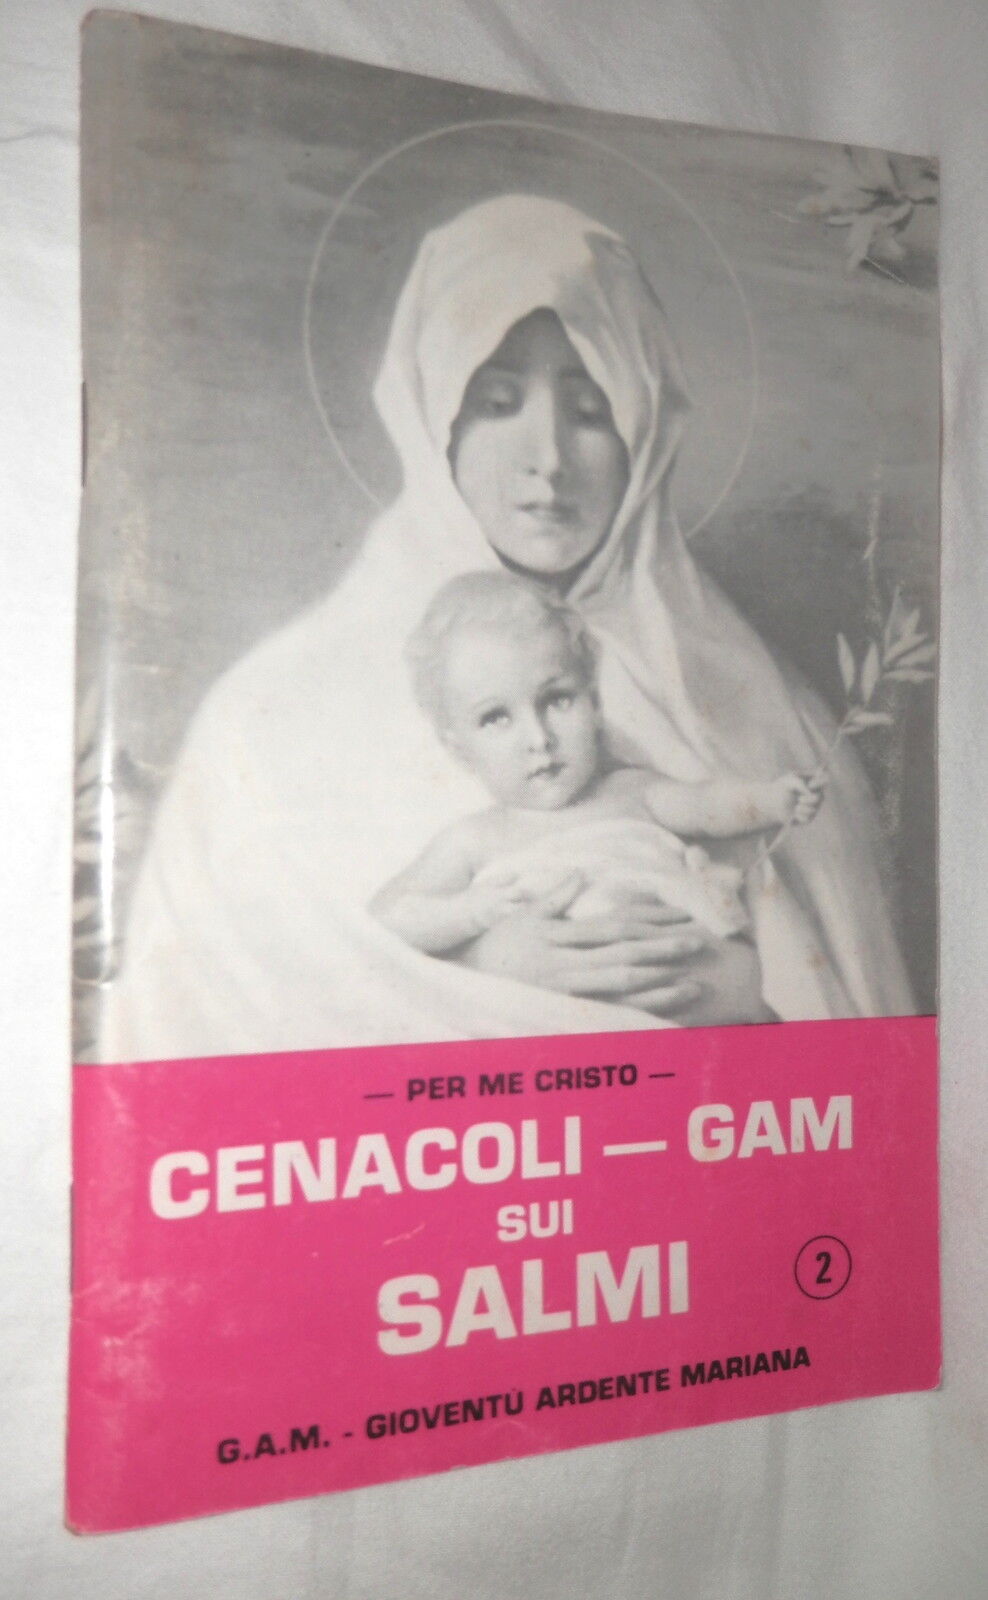 — PER ME CRISTO —
CENACOLI — GAM
SUI
SALMI
2
G.A.M. - GIOVENTÙ ARDENTE MARIANA